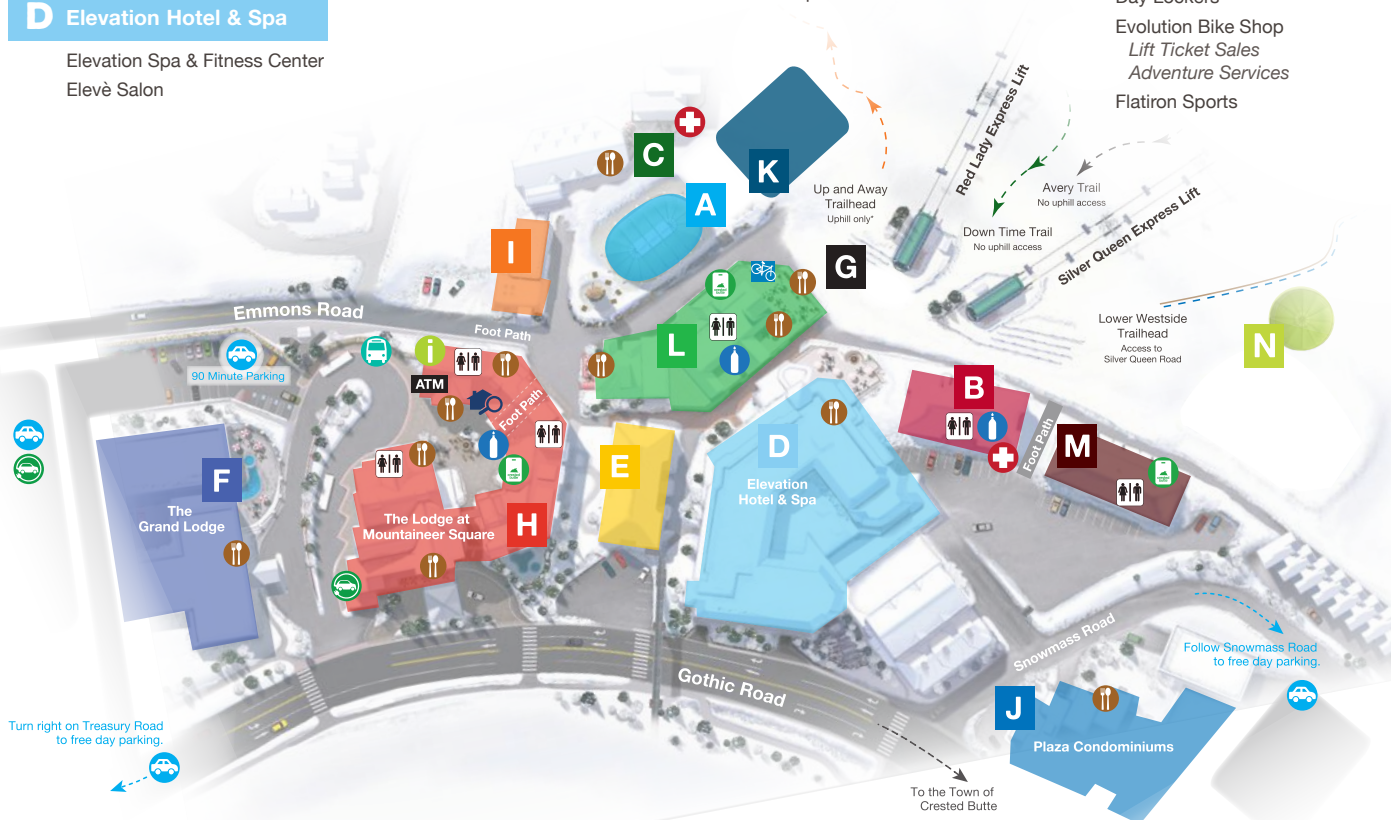 D Elevation Hotel & Spa
Elevation Spa & Fitness Center
Elevè Salon
Evolution Bike Shop
Lift Ticket Sales
Adventure Services
Flatiron Sports
Red Lady Express Lift
C
K
A
Up and Away
Trailhead
Uphill only*
Avery Trail
No uphill access
Down Time Trail
No uphill access
Silver Queen Express Lift
I
G
Emmons Road
Foot Path
Lower Westside
Trailhead
Access to
Silver Queen Road
N
L
i
90 Minute Parking
ATM
Foot Path
B
Foot Path
M
D
Elevation
Hotel & Spa
E
F
The
Grand Lodge
The Lodge at
Mountaineer Square
H
Snowmass Road
Follow Snowmass Road
to free day parking.
Gothic Road
J
Plaza Condominiums
Turn right on Treasury Road
to free day parking.
To the Town of
Crested Butte